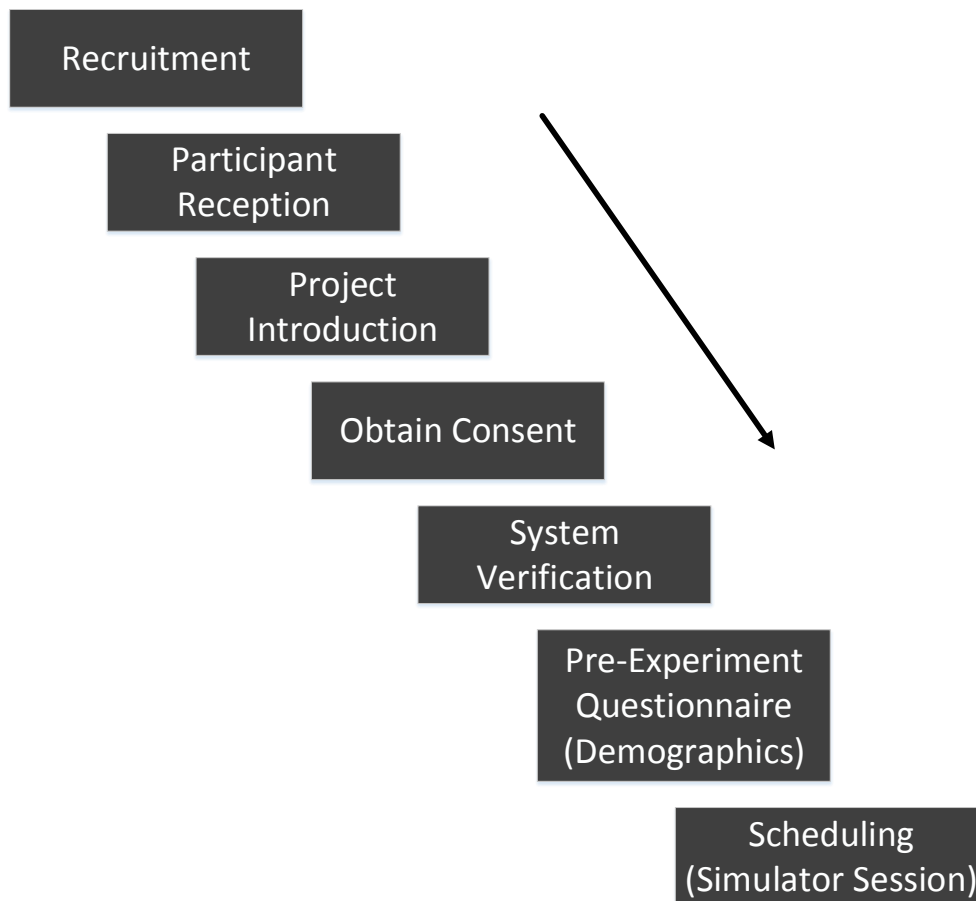 Recruitment
Participant
Reception
Project
Introduction
Obtain Consent
System
Verification
Pre-Experiment
Questionnaire
(Demographics)
Scheduling
(Simulator Session)